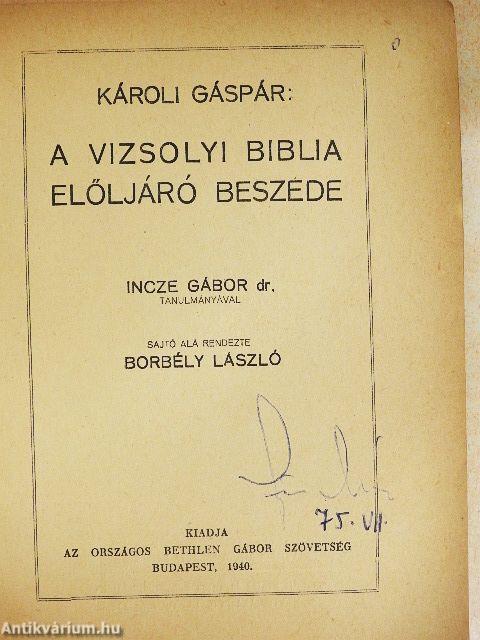 KÁROLI GÁSPÁR:
A VIZSOLYI BIBLIA
ELŐLJÁRÓ BESZÉDE
INCZE GÁBOR dr.
TANULMÁNYÁVAL
SAJTÓ ALÁ RENDEZTE
BORBÉLY LÁSZLÓ
75. VII.
KIADJA
AZ ORSZÁGOS BETHLEN GÁBOR SZÖVETSÉG
BUDAPEST, 1940.
Antikvárium.hu